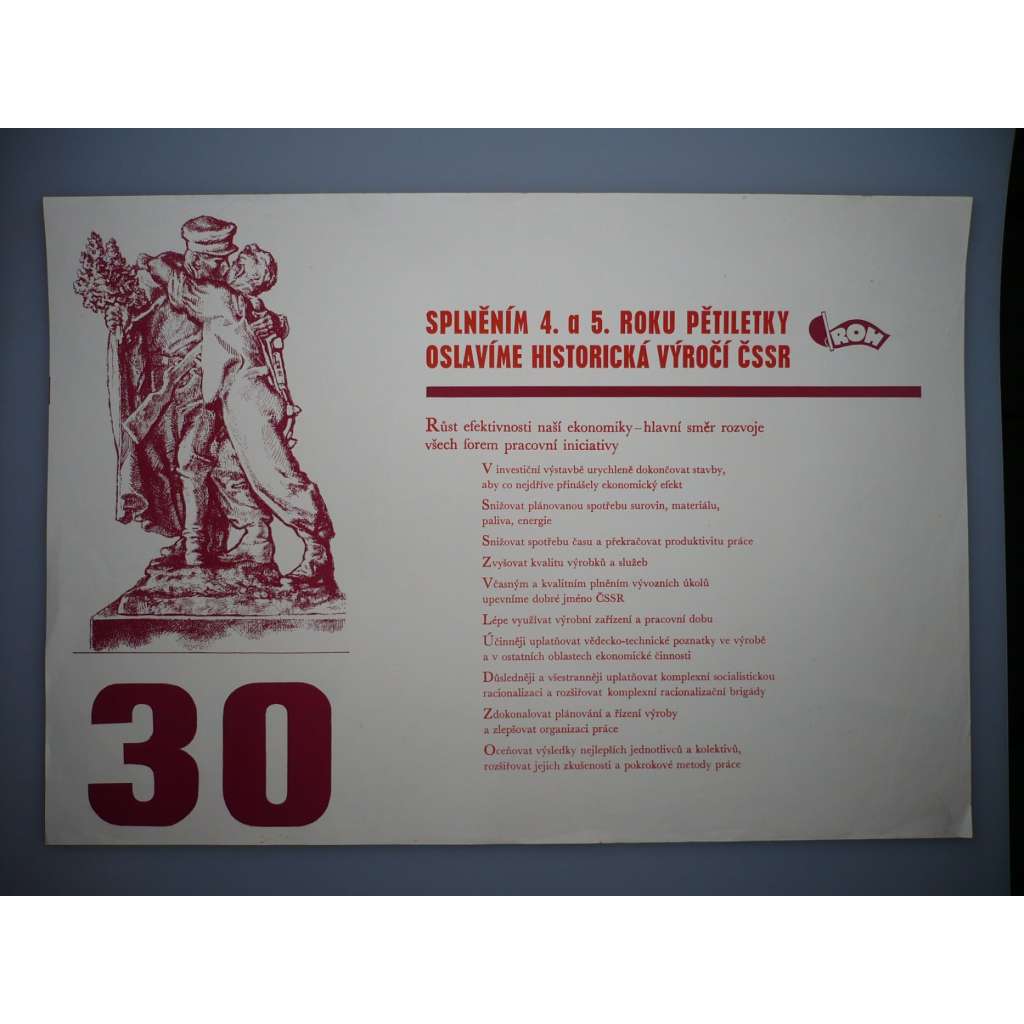 SPLNĚNÍM 4. a 5. ROKU PĚTILETKY
OSLAVÍME HISTORICKÁ VÝROČÍ ČSSR
ROH
Růst efektivnosti naší ekonomiky – hlavní směr rozvoje
všech forem pracovní iniciativy
V investiční výstavbě urychleně dokončovat stavby,
aby co nejdříve přinášely ekonomický efekt
Snižovat plánovanou spotřebu surovin, materiálu,
paliva, energie
Snižovat spotřebu času a překračovat produktivitu práce
Zvyšovat kvalitu výrobků a služeb
Včasným a kvalitním plněním vývozních úkolů
upevníme dobré jméno ČSSR
Lépe využívat výrobní zařízení a pracovní dobu
Účinněji uplatňovat vědecko-technické poznatky ve výrobě
a v ostatních oblastech ekonomické činnosti
Důsledněji a všestranněji uplatňovat komplexní socialistickou
racionalizaci a rozšiřovat komplexní racionalizační brigády
Zdokonalovat plánování a řízení výroby
a zlepšovat organizaci práce
Oceňovat výsledky nejlepších jednotlivců a kolektivů,
rozšiřovat jejich zkušenosti a pokrokové metody práce
30